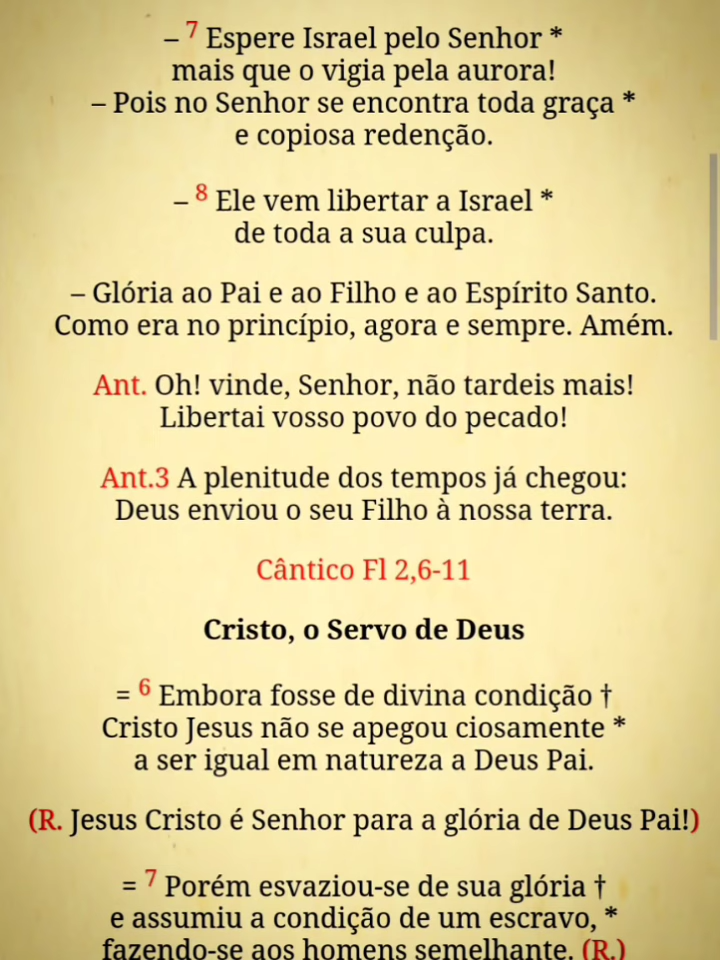 – 7 Espere Israel pelo Senhor *
mais que o vigia pela aurora!
– Pois no Senhor se encontra toda graça *
e copiosa redenção.
– 8 Ele vem libertar a Israel *
de toda a sua culpa.
– Glória ao Pai e ao Filho e ao Espírito Santo.
Como era no princípio, agora e sempre. Amém.
Ant. Oh! vinde, Senhor, não tardeis mais!
Libertai vosso povo do pecado!
Ant.3 A plenitude dos tempos já chegou:
Deus enviou o seu Filho à nossa terra.
Cântico Fl 2,6-11
Cristo, o Servo de Deus
= 6 Embora fosse de divina condição †
Cristo Jesus não se apegou ciosamente *
a ser igual em natureza a Deus Pai.
(R. Jesus Cristo é Senhor para a glória de Deus Pai!)
= 7 Porém esvaziou-se de sua glória †
e assumiu a condição de um escravo, *
fazendo-se aos homens semelhante. (R.)